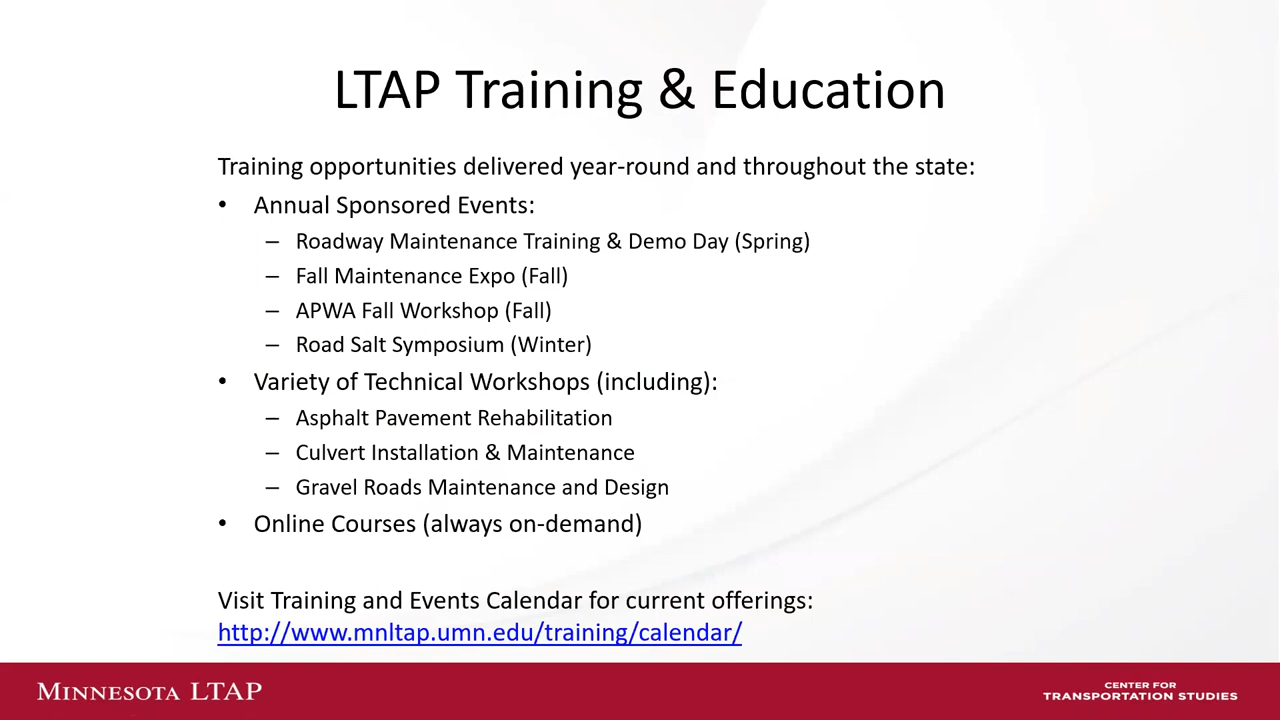 LTAP Training & Education
Training opportunities delivered year-round and throughout the state:
• Annual Sponsored Events:
– Roadway Maintenance Training & Demo Day (Spring)
– Fall Maintenance Expo (Fall)
– APWA Fall Workshop (Fall)
– Road Salt Symposium (Winter)
• Variety of Technical Workshops (including):
– Asphalt Pavement Rehabilitation
– Culvert Installation & Maintenance
– Gravel Roads Maintenance and Design
• Online Courses (always on-demand)
Visit Training and Events Calendar for current offerings:
http://www.mnltap.umn.edu/training/calendar/
MINNESOTA LTAP
CENTER FOR
TRANSPORTATION STUDIES